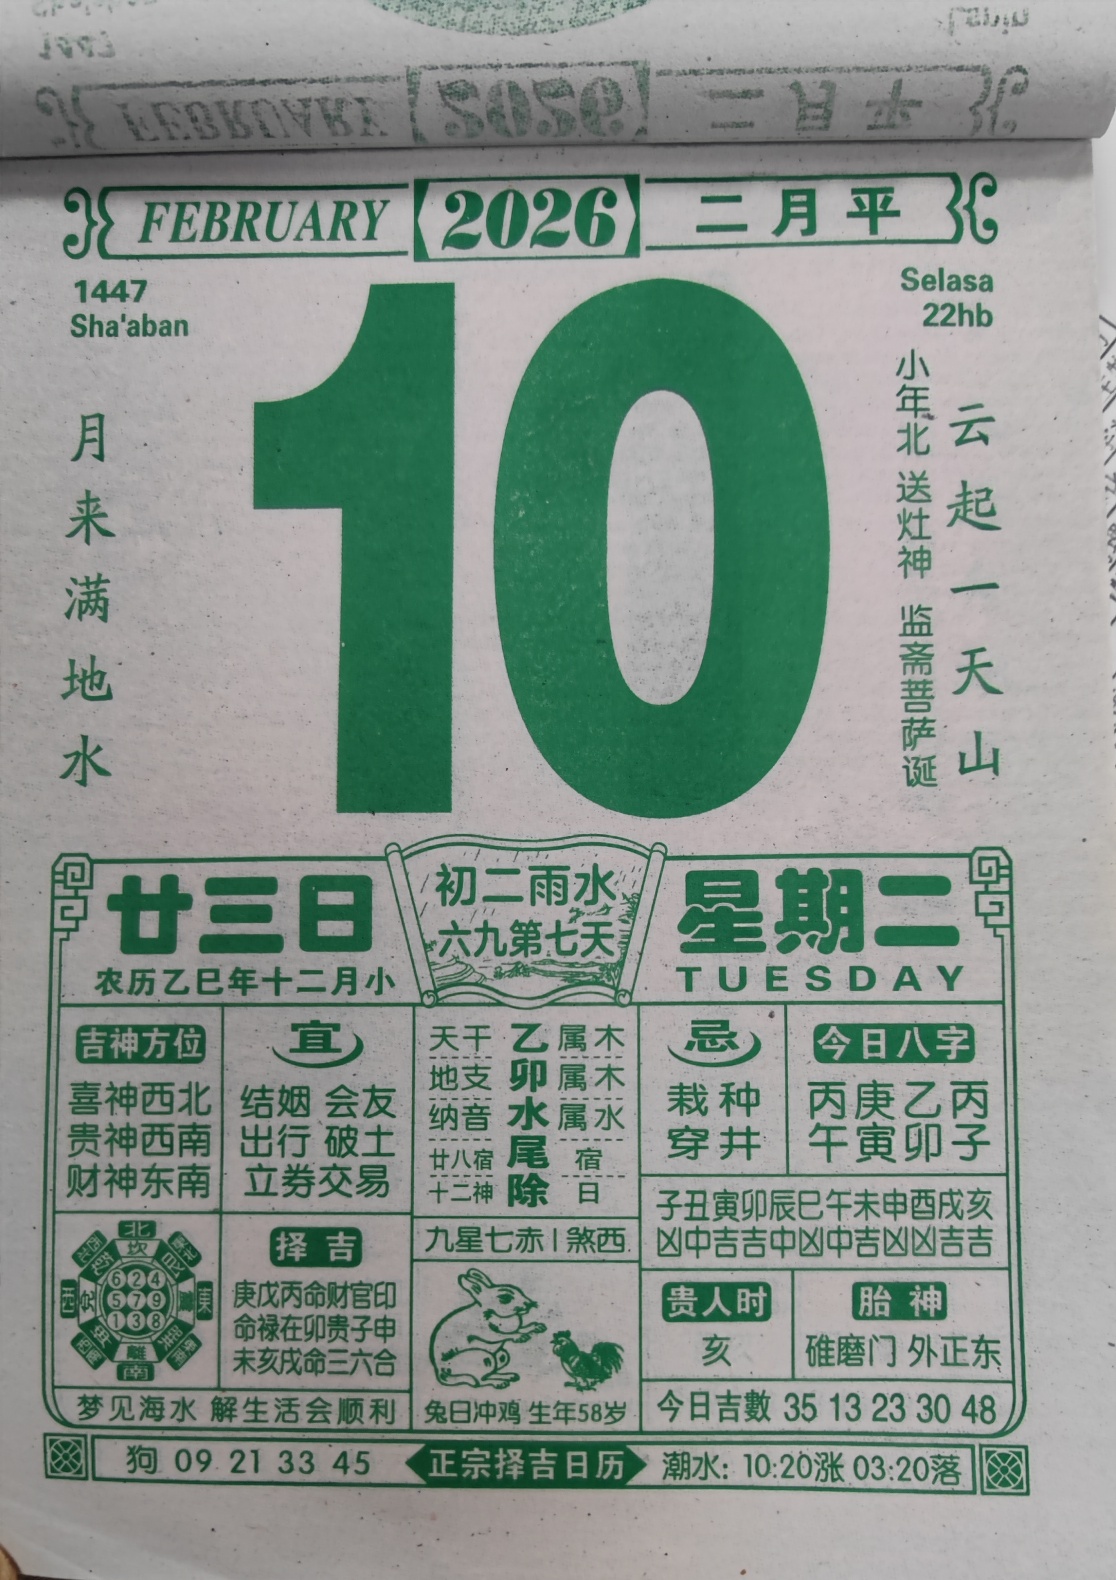 FEBRUARY 2026 二月平
1447
Sha'aban
Selasa
22hb
小年北 送灶神 监斋菩萨诞
云起一天山
月来满地水
10
廿三日
农历乙巳年十二月小
初二雨水
六九第七天
星期二
TUESDAY
吉神方位
喜神西北
贵神西南
财神东南
宜
结姻 会友
出行 破土
立券交易
天干 乙 属木
地支 卯 属木
纳音 水 属水
廿八宿 尾 宿
十二神 除 日
九星七赤 | 煞西
忌
栽种
穿井
今日八字
丙庚乙丙
午寅卯子
子丑寅卯辰巳午未申酉戌亥
凶中吉吉中凶中吉凶凶吉吉
北
坎
西
東
624
579
138
離
南
择吉
庚戊丙命财官印
命禄在卯贵子申
未亥戌命三六合
贵人时
亥
胎神
碓磨门 外正东
梦见海水 解生活会顺利
兔日冲鸡 生年58岁
今日吉數 35 13 23 30 48
狗 09 21 33 45
正宗择吉日历
潮水: 10:20涨 03:20落